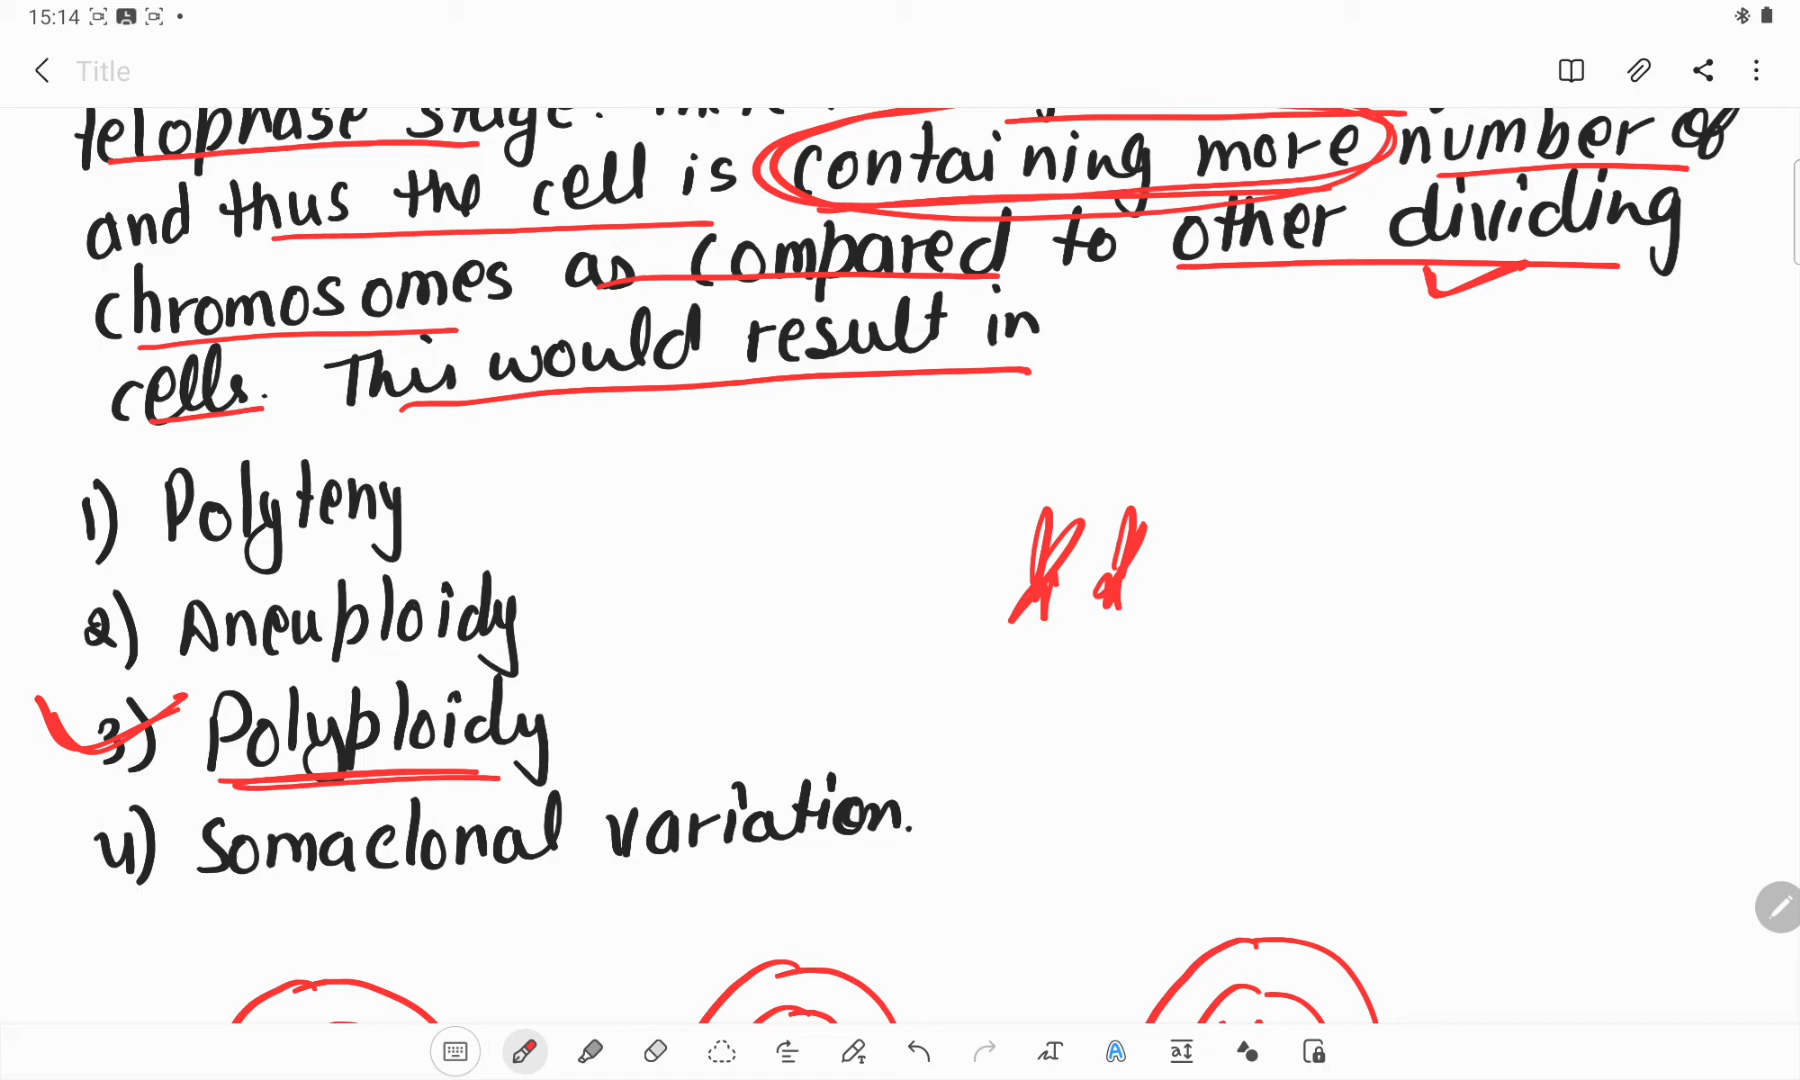 15:14
Title
telophase stage.
and thus the cell is containing more number of
chromosomes as compared to other dividing
cells. This would result in
1) Polyteny
2) Aneuploidy
3) Polyploidy
4) Somaclonal variation.